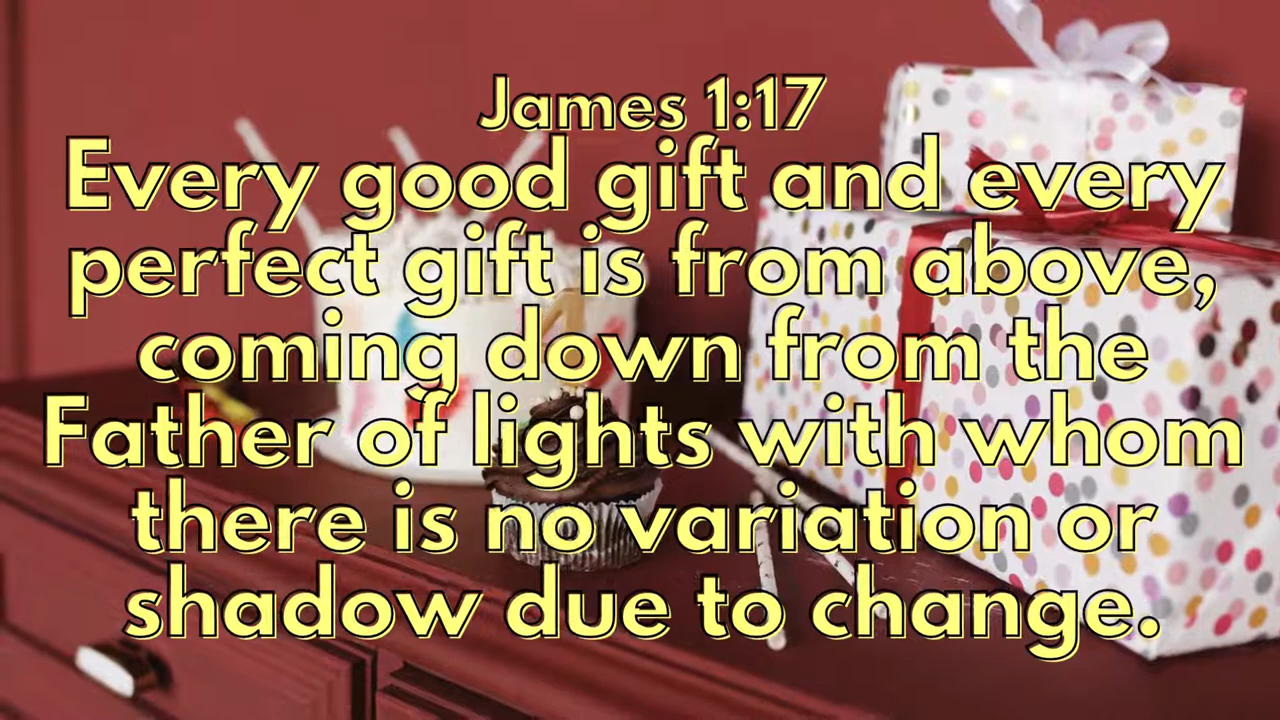 James 1:17
Every good gift and every
perfect gift is from above,
coming down from the
Father of lights with whom
there is no variation or
shadow due to change.